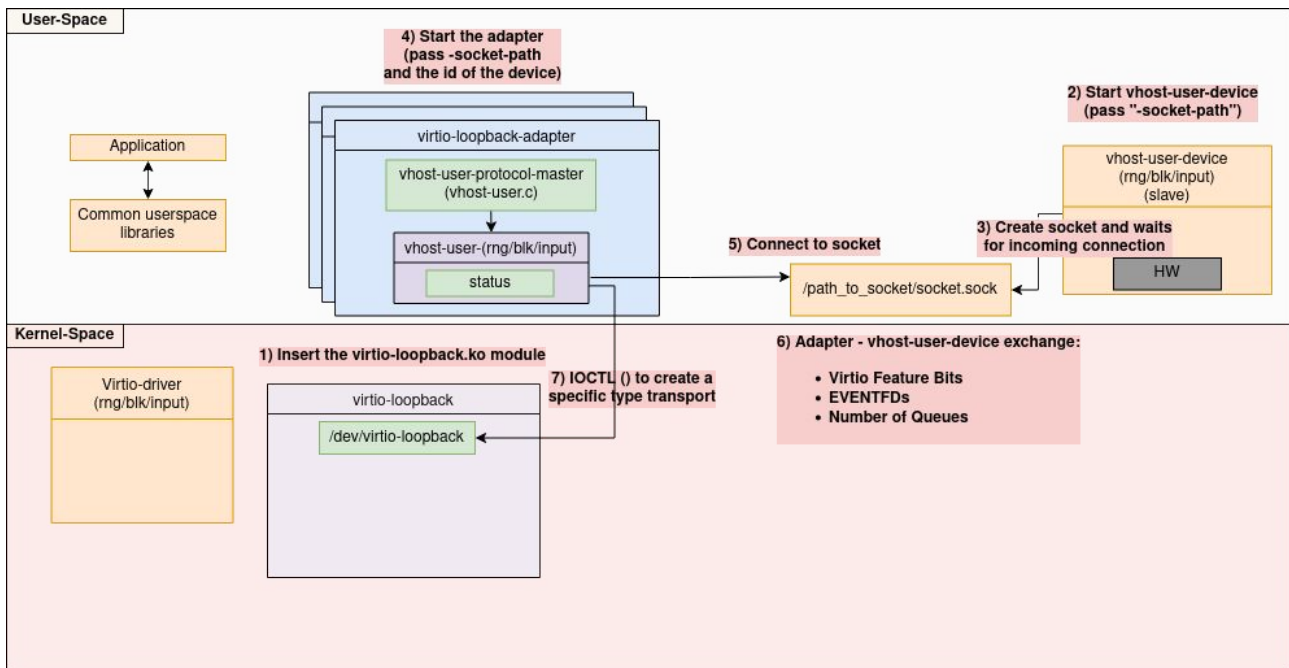 User-Space
4) Start the adapter
(pass -socket-path
and the id of the device)
2) Start vhost-user-device
(pass "-socket-path")
virtio-loopback-adapter
Application
vhost-user-device
(rng/blk/input)
(slave)
vhost-user-protocol-master
(vhost-user.c)
Common userspace
libraries
3) Create socket and waits
for incoming connection
vhost-user-(rng/blk/input)
5) Connect to socket
status
HW
/path_to_socket/socket.sock
Kernel-Space
1) Insert the virtio-loopback.ko module
6) Adapter - vhost-user-device exchange:
• Virtio Feature Bits
• EVENTFDs
• Number of Queues
Virtio-driver
(rng/blk/input)
7) IOCTL () to create a
specific type transport
virtio-loopback
/dev/virtio-loopback